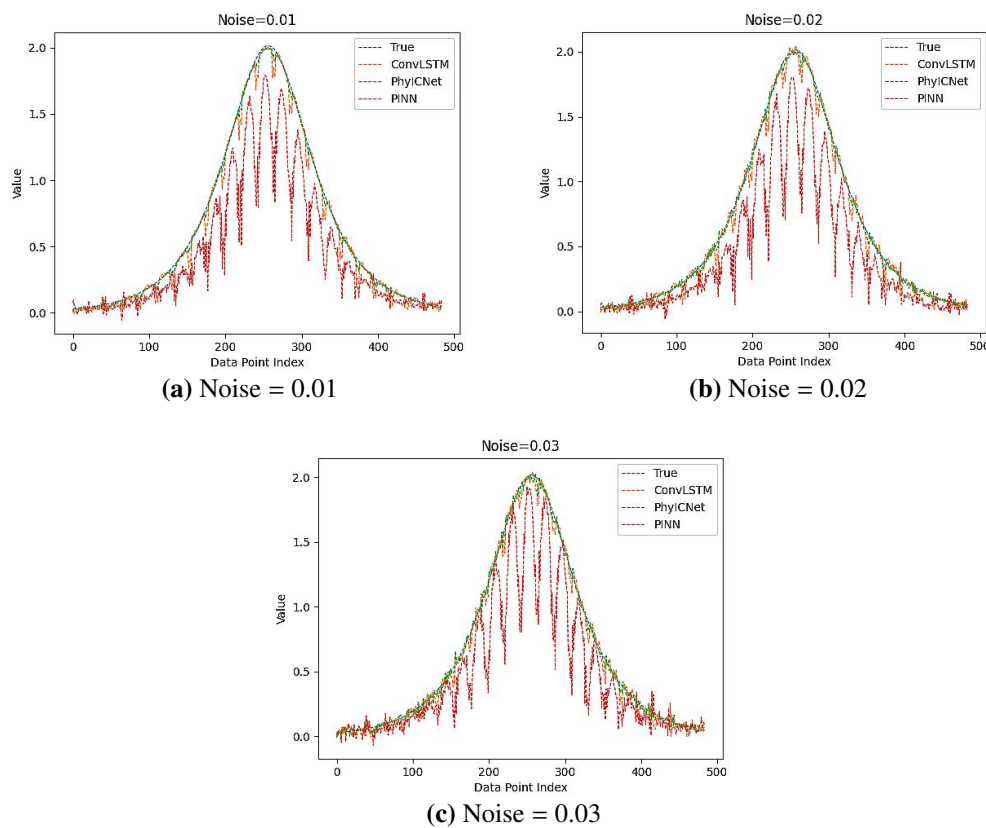 Noise=0.01
2.0
1.5
1.0
0.5
0.0
Value
True
ConvLSTM
PhyICNet
PINN
0 100 200 300 400 500
Data Point Index
(a) Noise = 0.01
Noise=0.02
2.0
1.5
1.0
0.5
0.0
Value
True
ConvLSTM
PhyICNet
PINN
0 100 200 300 400 500
Data Point Index
(b) Noise = 0.02
Noise=0.03
2.0
1.5
1.0
0.5
0.0
Value
True
ConvLSTM
PhyICNet
PINN
0 100 200 300 400 500
Data Point Index
(c) Noise = 0.03